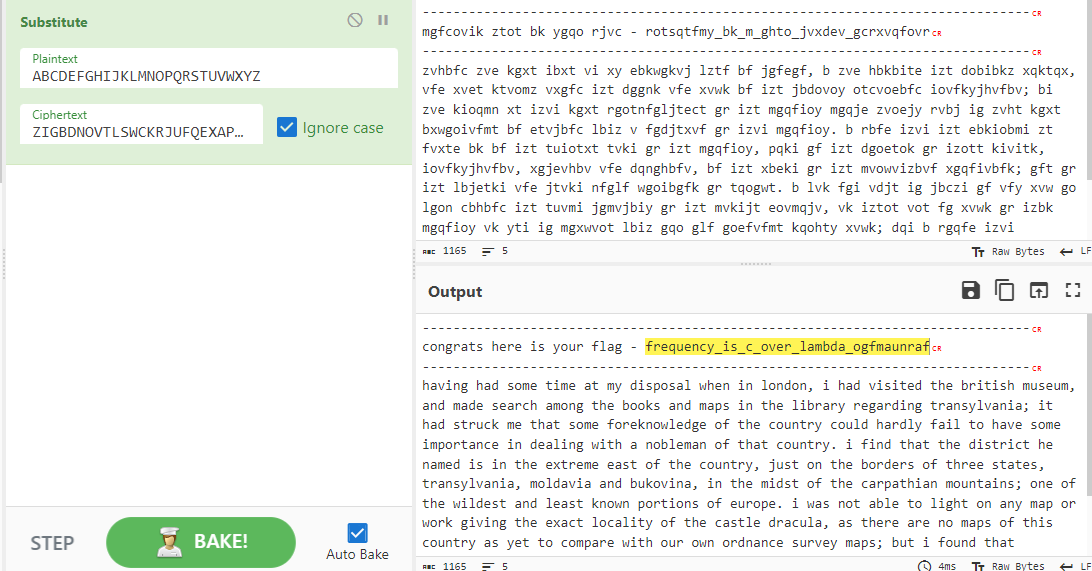 Substitute
Plaintext
ABCDEFGHIJKLMNOPQRSTUVWXYZ
Ciphertext
ZIGBDNOVTLSWCKRJUFQEXAP…
Ignore case
STEP
BAKE!
Auto Bake
-------------------------------------------------------------------------------CR
mgfcovik ztot bk ygqo rjvc - rotsqtfmy_bk_m_ghto_jvxdev_gcrxvqfovrCR
-------------------------------------------------------------------------------CR
zvhbfc zve kgxt ibxt vi xy ebkwgkvj lztf bf jgfegf, b zve hbkbite izt dobibkz xqktqx,
vfe xvet ktvomz vxgfc izt dggnk vfe xvwk bf izt jbdovoy otcvoebfc iovfkyjhvfbv; bi
zve kioqmn xt izvi kgxt rgotnfgljtect gr izt mgqfioy mgqje zvoejy rvbj ig zvht kgxt
bxwgoivfmt bf etvjbfc lbiz v fgdjtxvf gr izvi mgqfioy. b rbfe izvi izt ebkiobmi zt
fvxte bk bf izt tuiotxt tvki gr izt mgqfioy, pqki gf izt dgoetok gr izott kivitk,
iovfkyjhvfbv, xgjevhbv vfe dqnghbfv, bf izt xbeki gr izt mvowvizbvf xgqfivbfk; gft gr
izt lbjetki vfe jtvki nfglf wgoibgfk gr tqogwt. b lvk fgi vdjt ig jbczi gf vfy xvw go
lgon cbhbfc izt tuvmi jgmvjbiy gr izt mvkijt eovmqjv, vk iztot vot fg xvwk gr izbk
mgqfioy vk yti ig mgxwvot lbiz gqo glf goefvfmt kqohty xvwk; dqi b rgqfe izvi
ABC 1165 5 Raw Bytes LF
Output
-------------------------------------------------------------------------------CR
congrats here is your flag - frequency_is_c_over_lambda_ogfmaunrafCR
-------------------------------------------------------------------------------CR
having had some time at my disposal when in london, i had visited the british museum,
and made search among the books and maps in the library regarding transylvania; it
had struck me that some foreknowledge of the country could hardly fail to have some
importance in dealing with a nobleman of that country. i find that the district he
named is in the extreme east of the country, just on the borders of three states,
transylvania, moldavia and bukovina, in the midst of the carpathian mountains; one of
the wildest and least known portions of europe. i was not able to light on any map or
work giving the exact locality of the castle dracula, as there are no maps of this
country as yet to compare with our own ordnance survey maps; but i found that
ABC 1165 5 4ms Raw Bytes LF